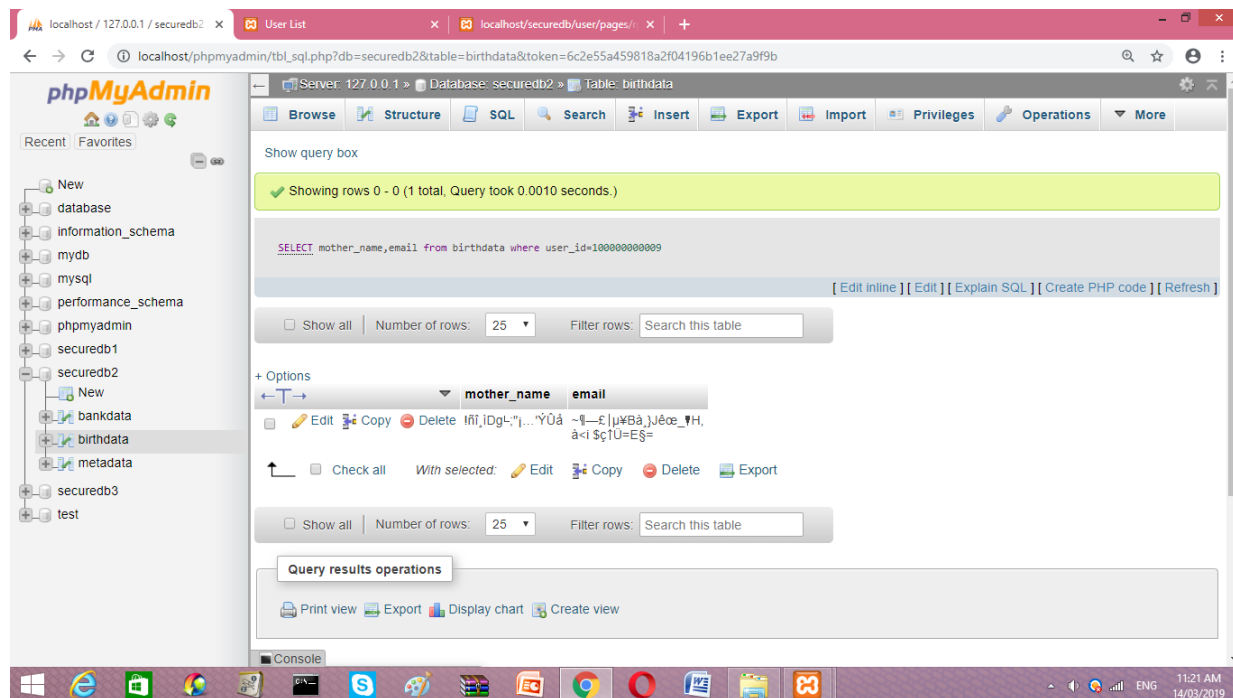 localhost / 127.0.0.1 / securedb2
User List
localhost/securedb/user/pages/
localhost/phpmyadmin/tbl_sql.php?db=securedb2&table=birthdata&token=6c2e55a459818a2f04196b1ee27a9f9b
phpMyAdmin
Recent Favorites
New
database
information_schema
mydb
mysql
performance_schema
phpmyadmin
securedb1
securedb2
New
bankdata
birthdata
metadata
securedb3
test
Server: 127.0.0.1 » Database: securedb2 » Table: birthdata
Browse Structure SQL Search Insert Export Import Privileges Operations More
Show query box
Showing rows 0 - 0 (1 total, Query took 0.0010 seconds.)
SELECT mother_name,email from birthdata where user_id=100000000009
[ Edit inline ] [ Edit ] [ Explain SQL ] [ Create PHP code ] [ Refresh ]
Show all Number of rows: 25 Filter rows: Search this table
+ Options
mother_name email
Edit Copy Delete
Check all With selected: Edit Copy Delete Export
Show all Number of rows: 25 Filter rows: Search this table
Query results operations
Print view Export Display chart Create view
Console
ENG
11:21 AM
14/03/2019